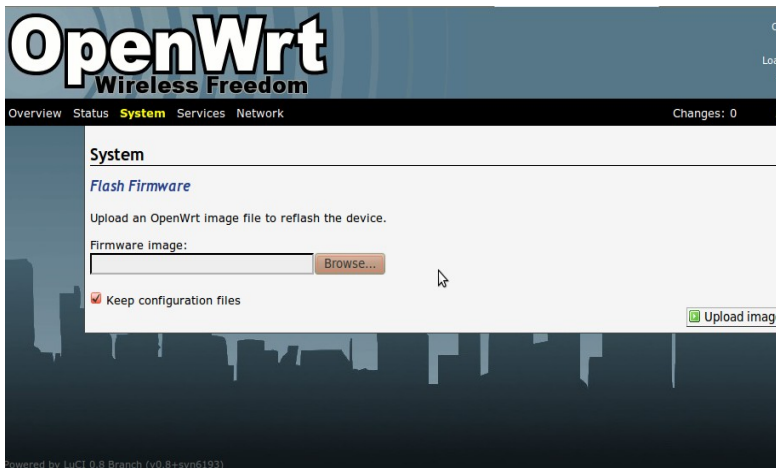 OpenWrt
Wireless Freedom
Overview Status System Services Network Changes: 0
System
Flash Firmware
Upload an OpenWrt image file to reflash the device.
Firmware image:
Browse...
Keep configuration files
Upload imag
Powered by LuCI 0.8 Branch (v0.8+svn6193)